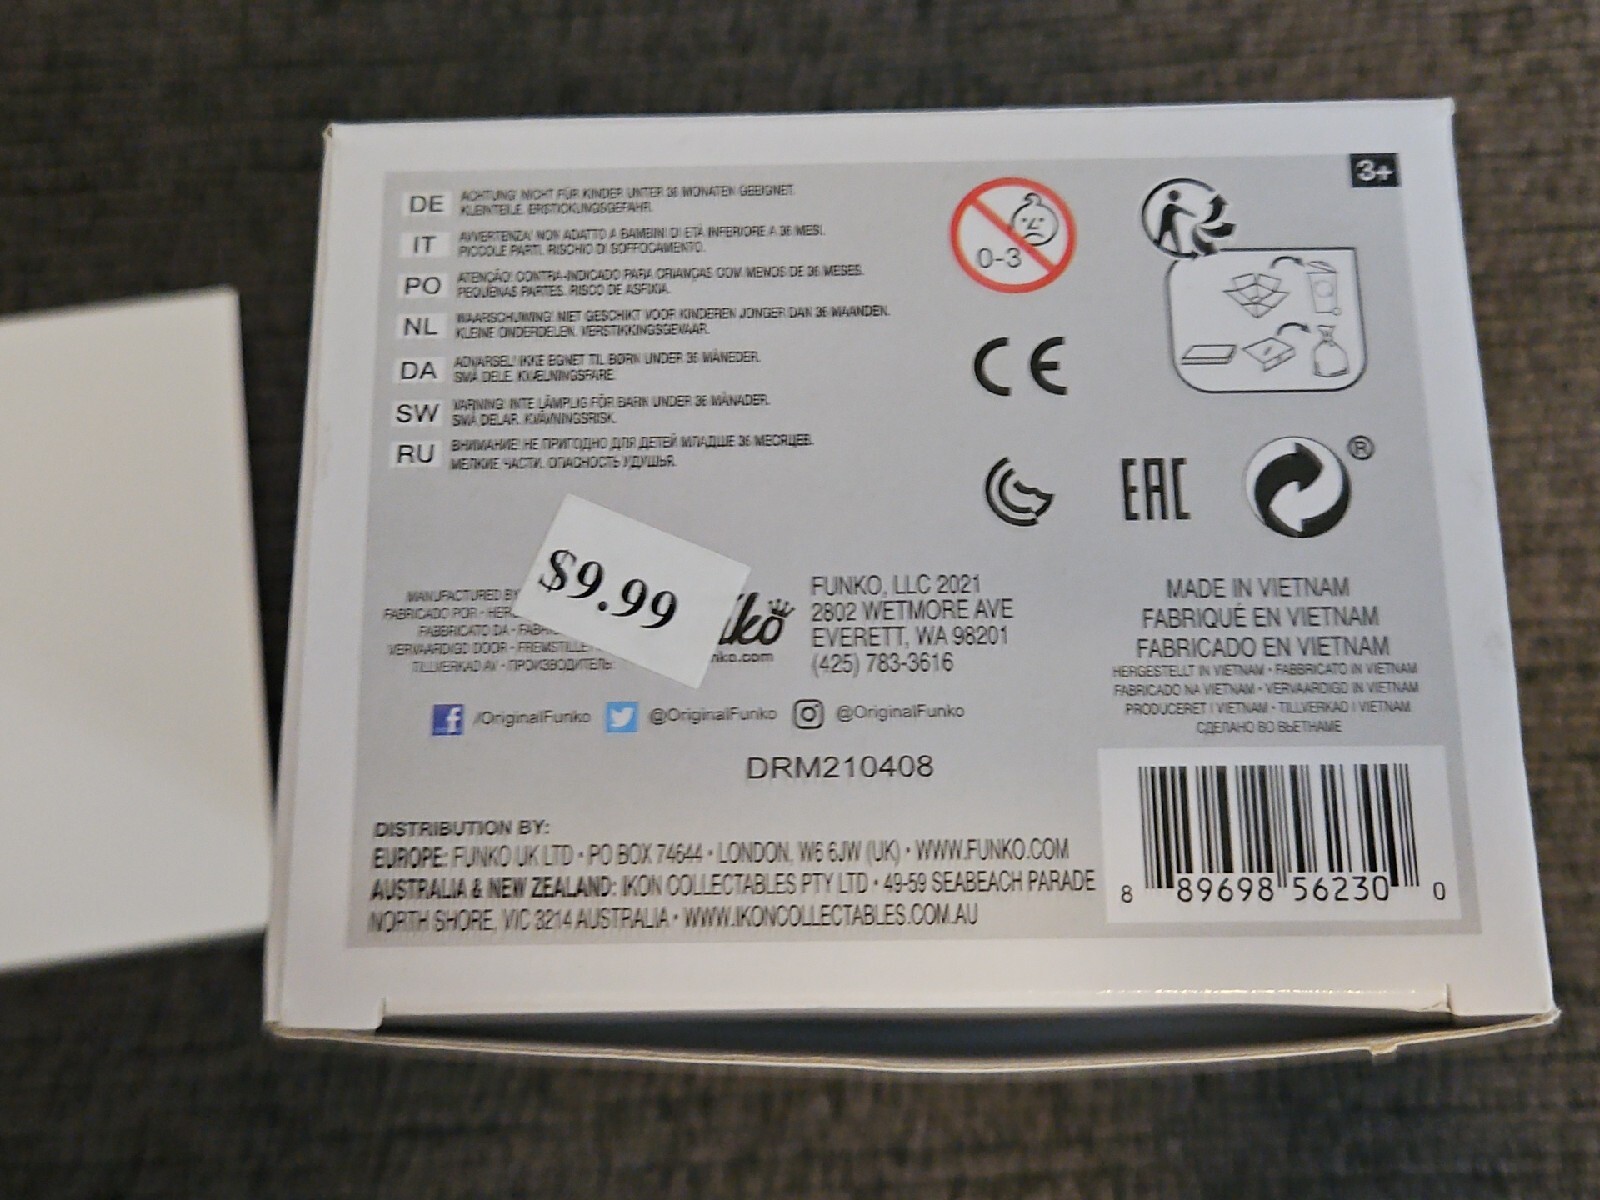 3+
DE ACHTUNG! NICHT FÜR KINDER UNTER 36 MONATEN GEEIGNET.
KLEINTEILE. ERSTICKUNGSGEFAHR.
IT AVVERTENZA! NON ADATTO A BAMBINI DI ETÀ INFERIORE A 36 MESI.
PICCOLE PARTI. RISCHIO DI SOFFOCAMENTO.
PO ATENÇÃO! CONTRA-INDICADO PARA CRIANÇAS COM MENOS DE 36 MESES.
PEQUENAS PARTES. RISCO DE ASFIXIA.
NL WAARSCHUWING! NIET GESCHIKT VOOR KINDEREN JONGER DAN 36 MAANDEN.
KLEINE ONDERDELEN. VERSTIKKINGSGEVAAR.
DA ADVARSEL! IKKE EGNET TIL BØRN UNDER 36 MÅNEDER.
SMÅ DELE. KVÆLNINGSFARE.
SW VARNING! INTE LÄMPLIG FÖR BARN UNDER 36 MÅNADER.
SMÅ DELAR. KVÄVNINGSRISK.
RU ВНИМАНИЕ! НЕ ПРИГОДНО ДЛЯ ДЕТЕЙ МЛАДШЕ 36 МЕСЯЦЕВ.
МЕЛКИЕ ЧАСТИ. ОПАСНОСТЬ УДУШЬЯ.
0-3
CE
EAC
®
$9.99
MANUFACTURED BY
FABRICADO POR • HER
FABBRICATO DA • FABRI
VERVAARDIGD DOOR • FREMSTILLE
TILLVERKAD AV • ПРОИЗВОДИТЕЛЬ:
nko.com
FUNKO, LLC 2021
2802 WETMORE AVE
EVERETT, WA 98201
(425) 783-3616
MADE IN VIETNAM
FABRIQUÉ EN VIETNAM
FABRICADO EN VIETNAM
HERGESTELLT IN VIETNAM • FABBRICATO IN VIETNAM
FABRICADO NA VIETNAM • VERVAARDIGD IN VIETNAM
PRODUCERET I VIETNAM • TILLVERKAD I VIETNAM
СДЕЛАНО ВО ВЬЕТНАМЕ
/OriginalFunko @OriginalFunko @OriginalFunko
DRM210408
DISTRIBUTION BY:
EUROPE: FUNKO UK LTD • PO BOX 74644 • LONDON, W6 6JW (UK) • WWW.FUNKO.COM
AUSTRALIA & NEW ZEALAND: IKON COLLECTABLES PTY LTD • 49-59 SEABEACH PARADE
NORTH SHORE, VIC 3214 AUSTRALIA • WWW.IKONCOLLECTABLES.COM.AU
8 89698 56230 0